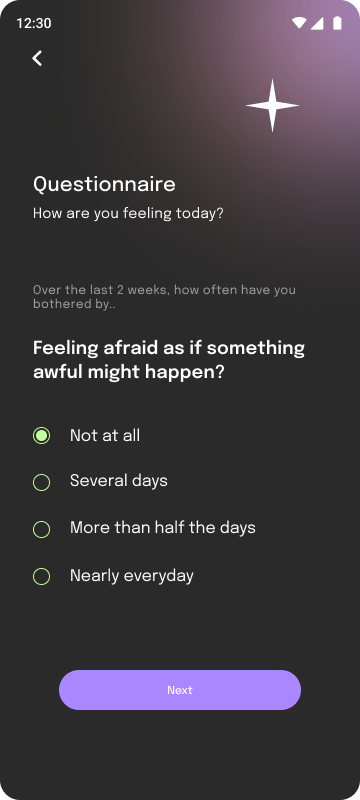 12:30
Questionnaire
How are you feeling today?
Over the last 2 weeks, how often have you
bothered by..
Feeling afraid as if something
awful might happen?
Not at all
Several days
More than half the days
Nearly everyday
Next